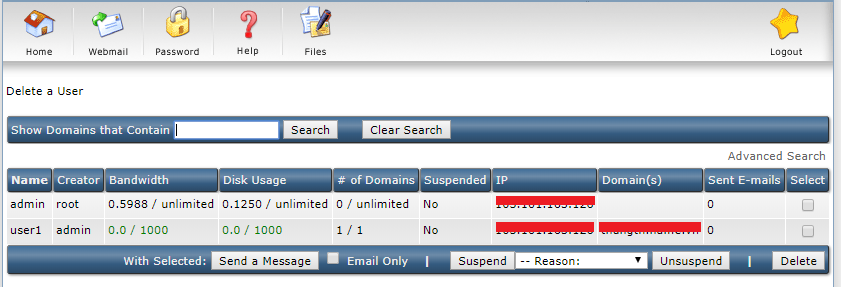 Home Webmail Password Help Files Logout
Delete a User
Show Domains that Contain Search Clear Search
Advanced Search
Name Creator Bandwidth Disk Usage # of Domains Suspended IP Domain(s) Sent E-mails Select
admin root 0.5988 / unlimited 0.1250 / unlimited 0 / unlimited No 0
user1 admin 0.0 / 1000 0.0 / 1000 1 / 1 No 0
With Selected: Send a Message Email Only | Suspend -- Reason: Unsuspend | Delete